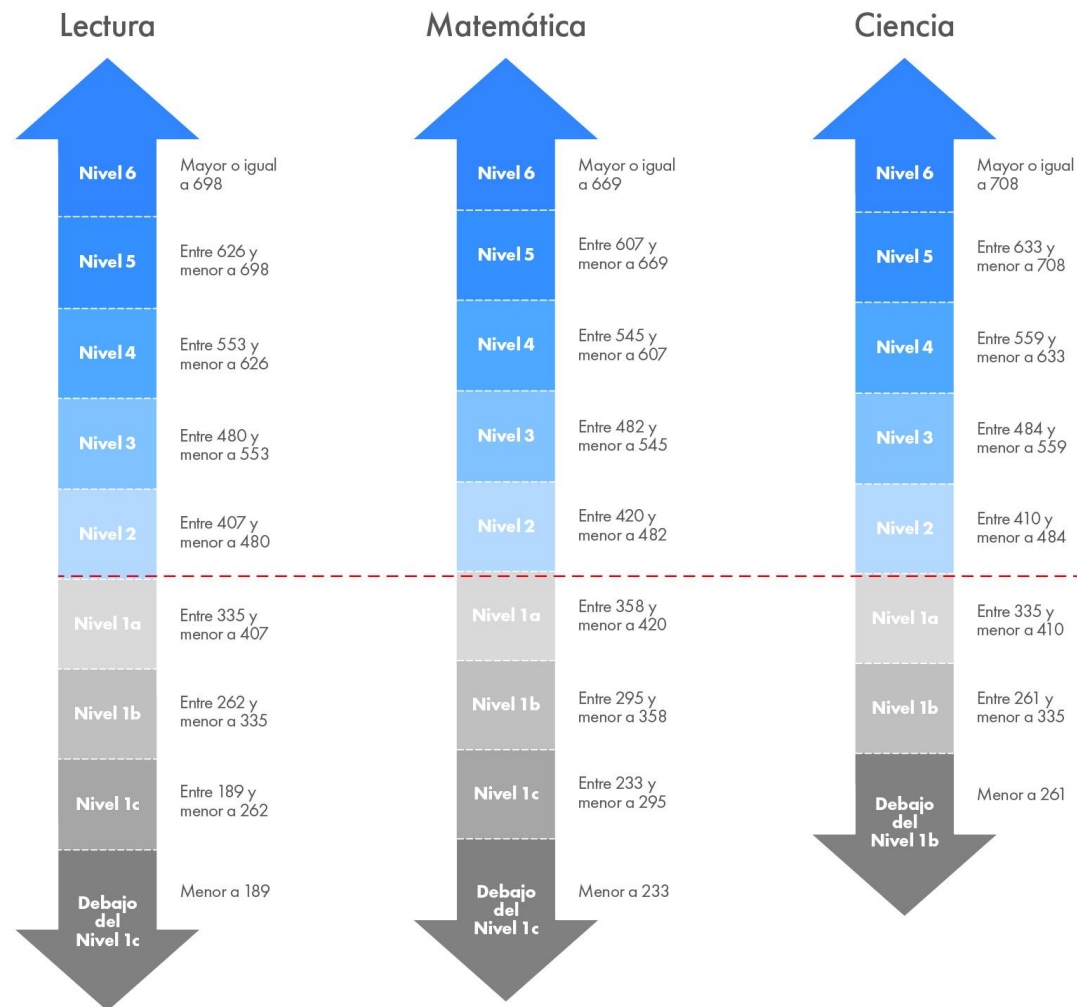 Lectura
Nivel 6
Mayor o igual
a 698
Nivel 5
Entre 626 y
menor a 698
Nivel 4
Entre 553 y
menor a 626
Nivel 3
Entre 480 y
menor a 553
Nivel 2
Entre 407 y
menor a 480
Nivel 1a
Entre 335 y
menor a 407
Nivel 1b
Entre 262 y
menor a 335
Nivel 1c
Entre 189 y
menor a 262
Debajo
del
Nivel 1c
Menor a 189
Matemática
Nivel 6
Mayor o igual
a 669
Nivel 5
Entre 607 y
menor a 669
Nivel 4
Entre 545 y
menor a 607
Nivel 3
Entre 482 y
menor a 545
Nivel 2
Entre 420 y
menor a 482
Nivel 1a
Entre 358 y
menor a 420
Nivel 1b
Entre 295 y
menor a 358
Nivel 1c
Entre 233 y
menor a 295
Debajo
del
Nivel 1c
Menor a 233
Ciencia
Nivel 6
Mayor o igual
a 708
Nivel 5
Entre 633 y
menor a 708
Nivel 4
Entre 559 y
menor a 633
Nivel 3
Entre 484 y
menor a 559
Nivel 2
Entre 410 y
menor a 484
Nivel 1a
Entre 335 y
menor a 410
Nivel 1b
Entre 261 y
menor a 335
Debajo
del
Nivel 1b
Menor a 261